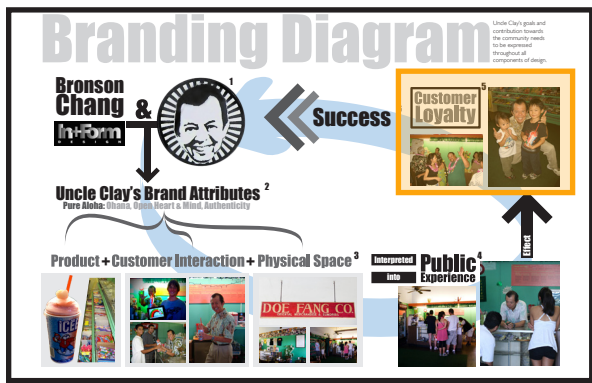 Branding Diagram
Uncle Clay's goals and
contribution towards
the community needs
to be expressed
throughout all
components of design.
Bronson
Chang
&
In+Form
DESIGN
1
Success
5
Customer
Loyalty
Uncle Clay's Brand Attributes 2
Pure Aloha: Ohana, Open Heart & Mind, Authenticity
Product + Customer Interaction + Physical Space 3
Interpreted
into
Public 4
Experience
Effect
ICEE
DOE FANG CO.